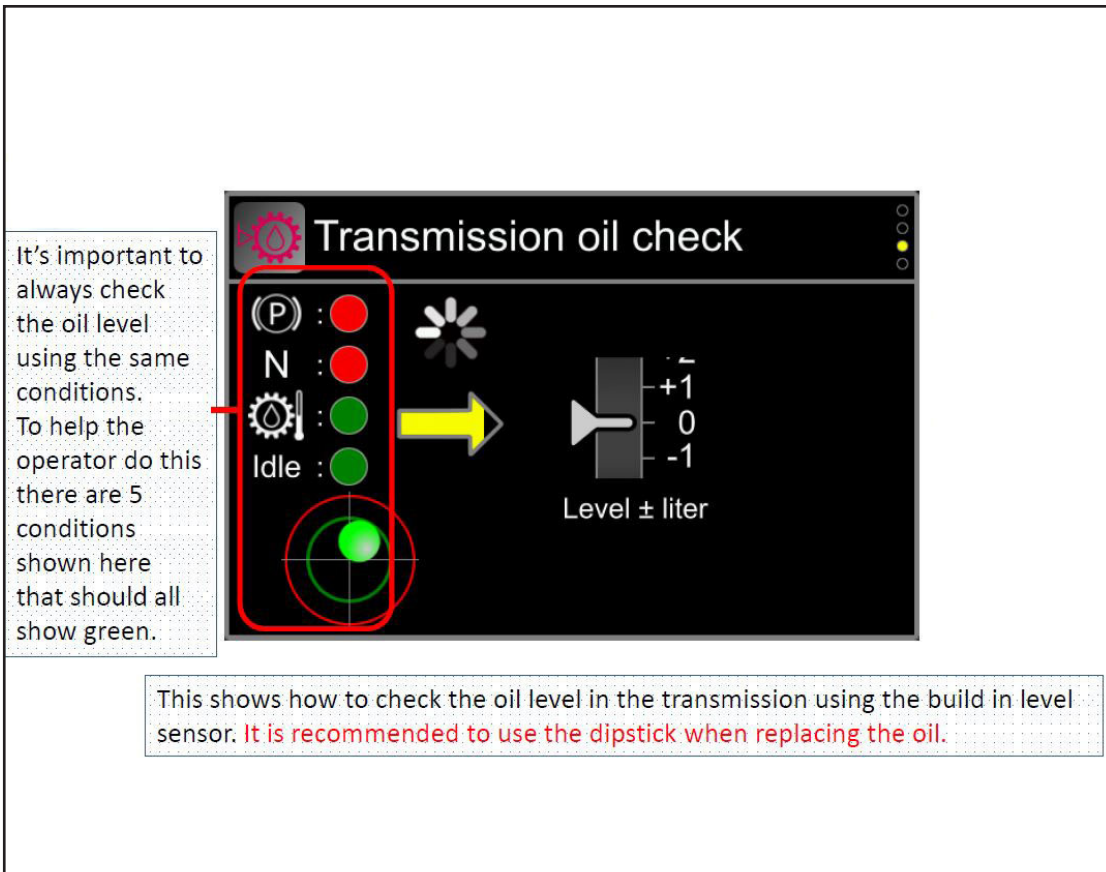 Transmission oil check
It's important to
always check
the oil level
using the same
conditions.
To help the
operator do this
there are 5
conditions
shown here
that should all
show green.
(P) :
N :
:
Idle :
+1
0
-1
Level ± liter
This shows how to check the oil level in the transmission using the build in level
sensor. It is recommended to use the dipstick when replacing the oil.